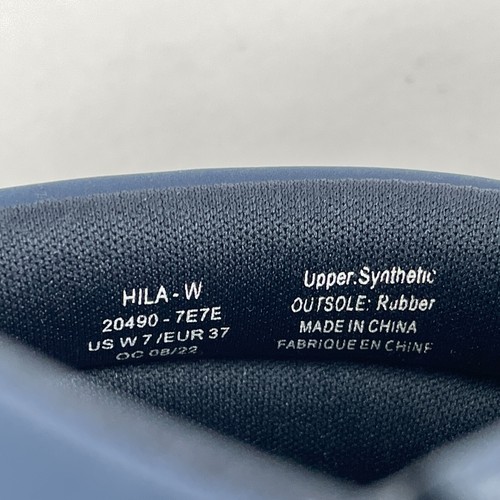 HILA - W
20490 - 7E7E
US W 7 / EUR 37
OC 08/22
Upper.Synthetic
OUTSOLE: Rubber
MADE IN CHINA
FABRIQUE EN CHINE